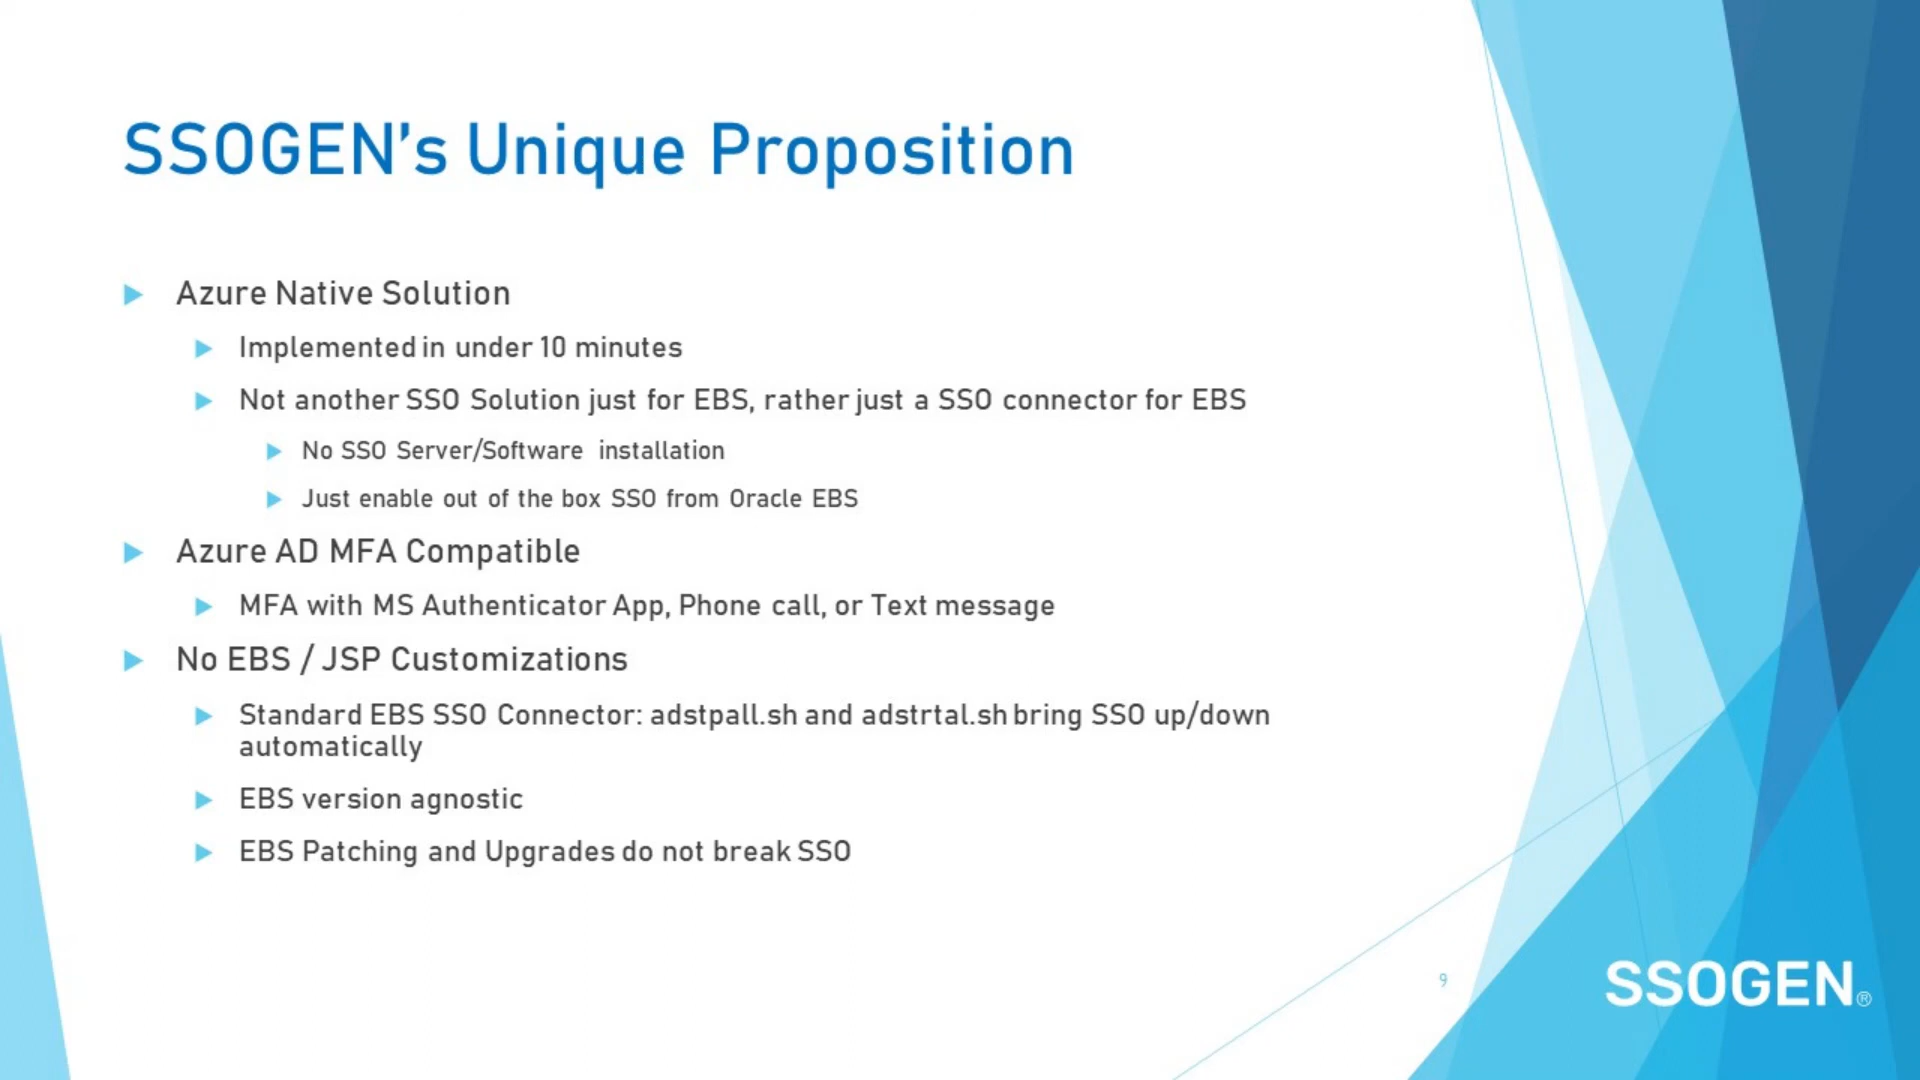 SSOGEN’s Unique Proposition
Azure Native Solution
Implemented in under 10 minutes
Not another SSO Solution just for EBS, rather just a SSO connector for EBS
No SSO Server/Software installation
Just enable out of the box SSO from Oracle EBS
Azure AD MFA Compatible
MFA with MS Authenticator App, Phone call, or Text message
No EBS / JSP Customizations
Standard EBS SSO Connector: adstpall.sh and adstrtal.sh bring SSO up/down
automatically
EBS version agnostic
EBS Patching and Upgrades do not break SSO
9
SSOGEN®